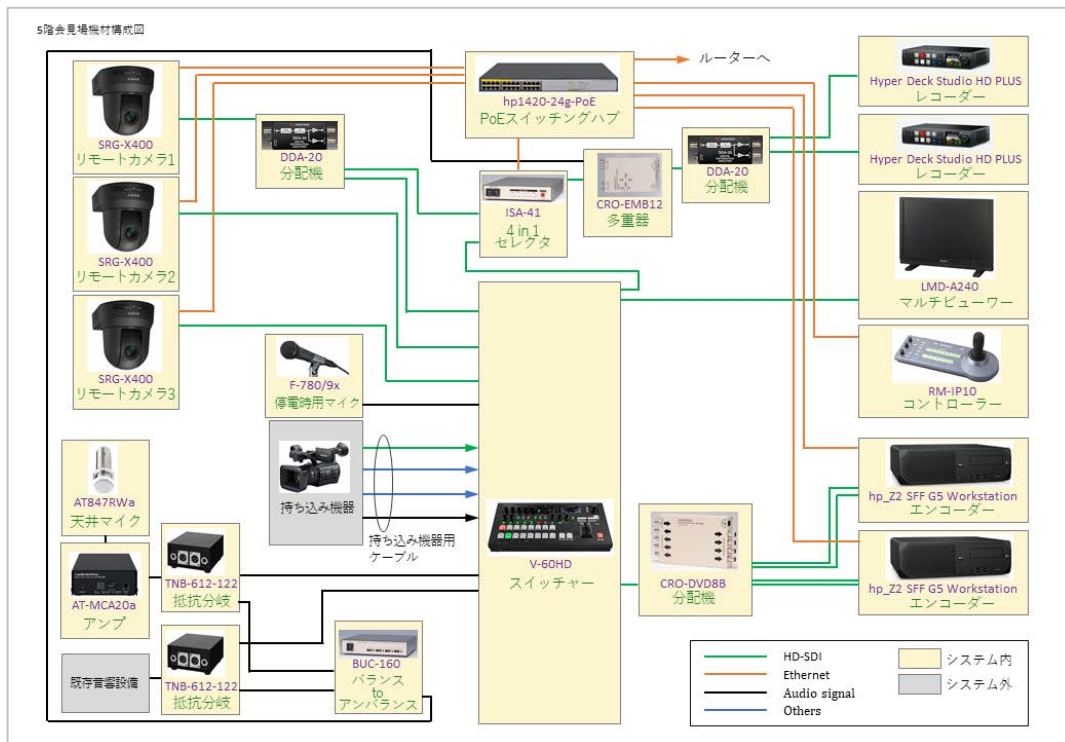 5階会見場機材構成図
SRG-X400
リモートカメラ1
SRG-X400
リモートカメラ2
SRG-X400
リモートカメラ3
DDA-20
分配機
hp1420-24g-PoE
PoEスイッチングハブ
ルーターへ
ISA-41
4 in 1
セレクタ
CRO-EMB12
多重器
DDA-20
分配機
Hyper Deck Studio HD PLUS
レコーダー
Hyper Deck Studio HD PLUS
レコーダー
LMD-A240
マルチビューワー
RM-IP10
コントローラー
F-780/9x
停電時用マイク
持ち込み機器
持ち込み機器用
ケーブル
AT847RWa
天井マイク
AT-MCA20a
アンプ
TNB-612-122
抵抗分岐
既存音響設備
TNB-612-122
抵抗分岐
BUC-160
バランス
to
アンバランス
V-60HD
スイッチャー
CRO-DVD8B
分配機
hp_Z2 SFF G5 Workstation
エンコーダー
hp_Z2 SFF G5 Workstation
エンコーダー
HD-SDI
Ethernet
Audio signal
Others
システム内
システム外